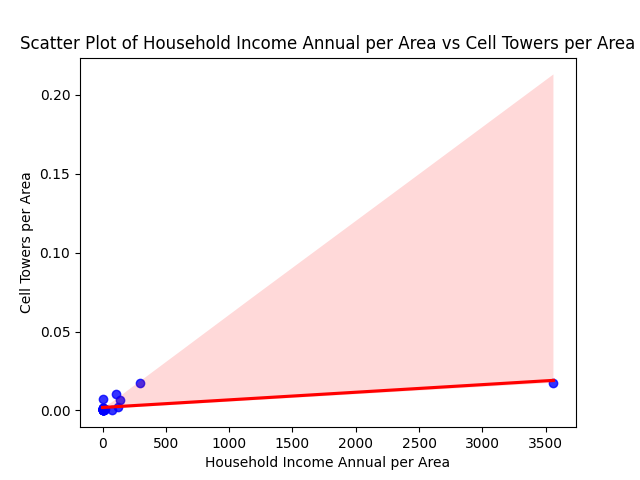 Scatter Plot of Household Income Annual per Area vs Cell Towers per Area
0.20
0.15
0.10
0.05
0.00
Cell Towers per Area
0 500 1000 1500 2000 2500 3000 3500
Household Income Annual per Area